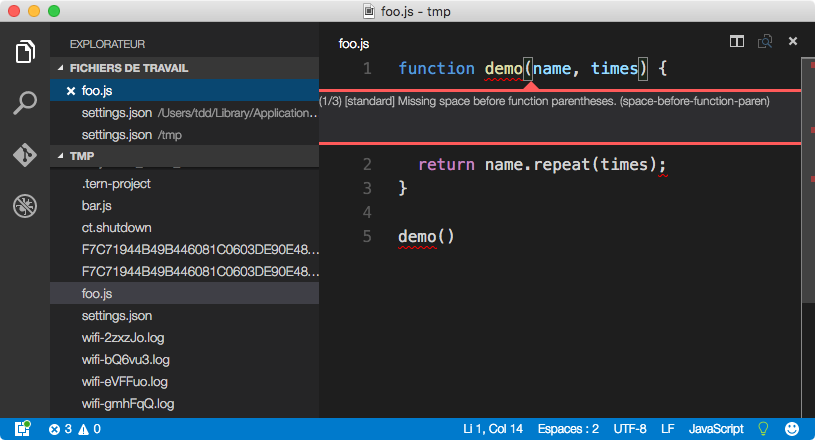 foo.js - tmp
EXPLORATEUR
FICHIERS DE TRAVAIL
foo.js
settings.json /Users/tdd/Library/Application...
settings.json /tmp
TMP
.tern-project
bar.js
ct.shutdown
F7C71944B49B446081C0603DE90E48...
F7C71944B49B446081C0603DE90E48...
foo.js
settings.json
wifi-2zxzJo.log
wifi-bQ6vu3.log
wifi-eVFFuo.log
wifi-gmhFqQ.log
foo.js
1 function demo(name, times) {
(1/3) [standard] Missing space before function parentheses. (space-before-function-paren)
2 return name.repeat(times);
3 }
4
5 demo()
3 0
Li 1, Col 14 Espaces : 2 UTF-8 LF JavaScript